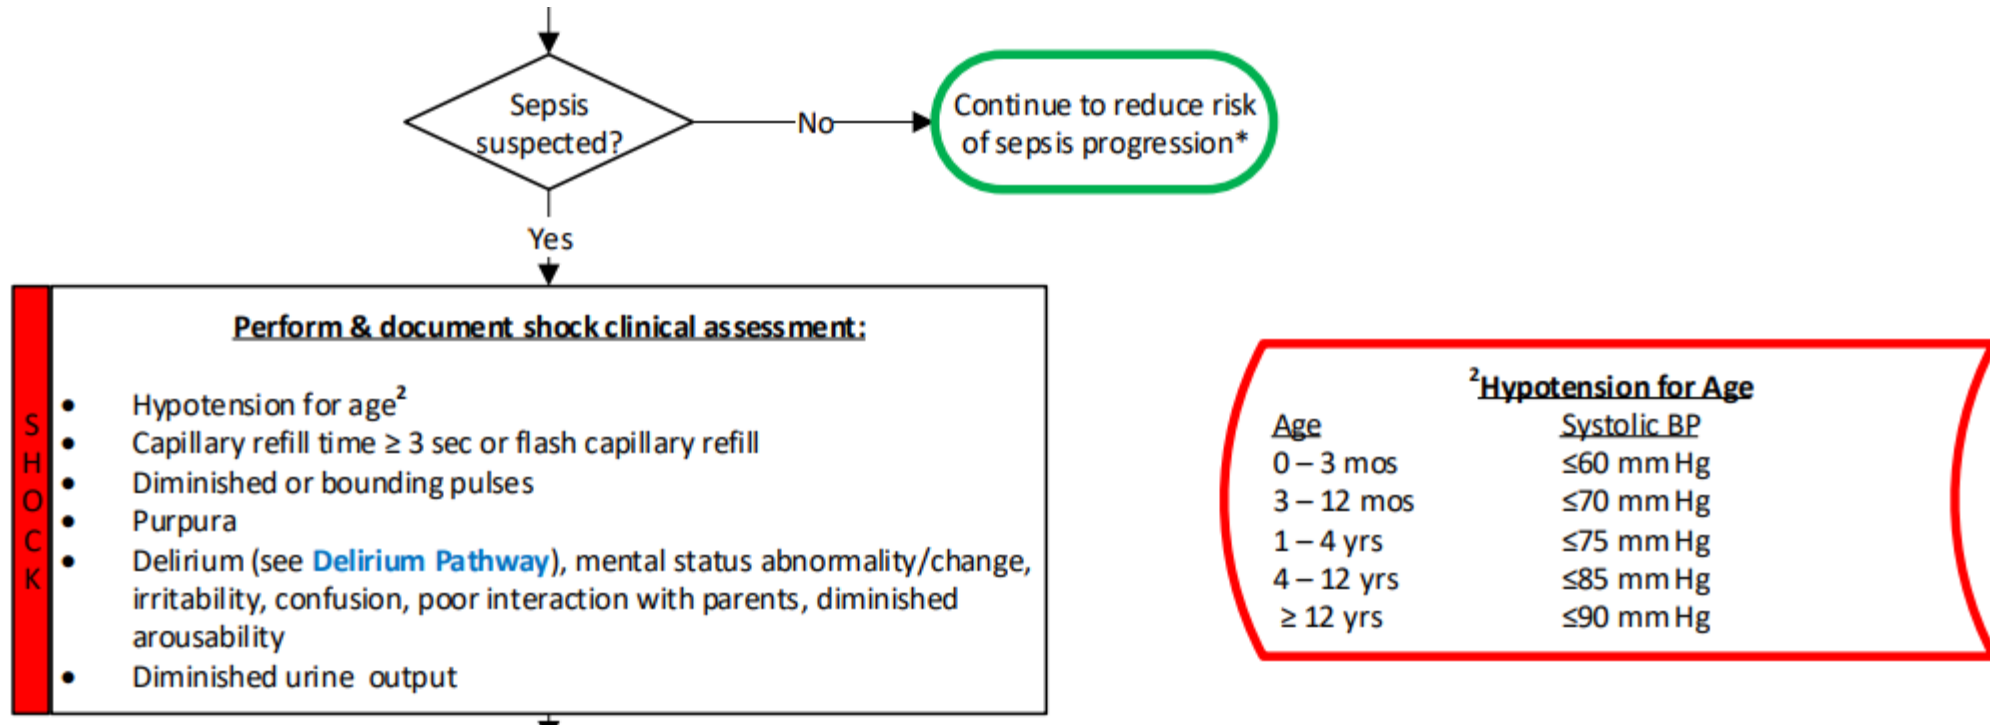 Sepsis
suspected?
No
Continue to reduce risk
of sepsis progression*
Yes
SHOCK
Perform & document shock clinical assessment:
• Hypotension for age²
• Capillary refill time ≥ 3 sec or flash capillary refill
• Diminished or bounding pulses
• Purpura
• Delirium (see Delirium Pathway), mental status abnormality/change,
irritability, confusion, poor interaction with parents, diminished
arousability
• Diminished urine output
²Hypotension for Age
Age Systolic BP
0 – 3 mos ≤60 mm Hg
3 – 12 mos ≤70 mm Hg
1 – 4 yrs ≤75 mm Hg
4 – 12 yrs ≤85 mm Hg
≥ 12 yrs ≤90 mm Hg